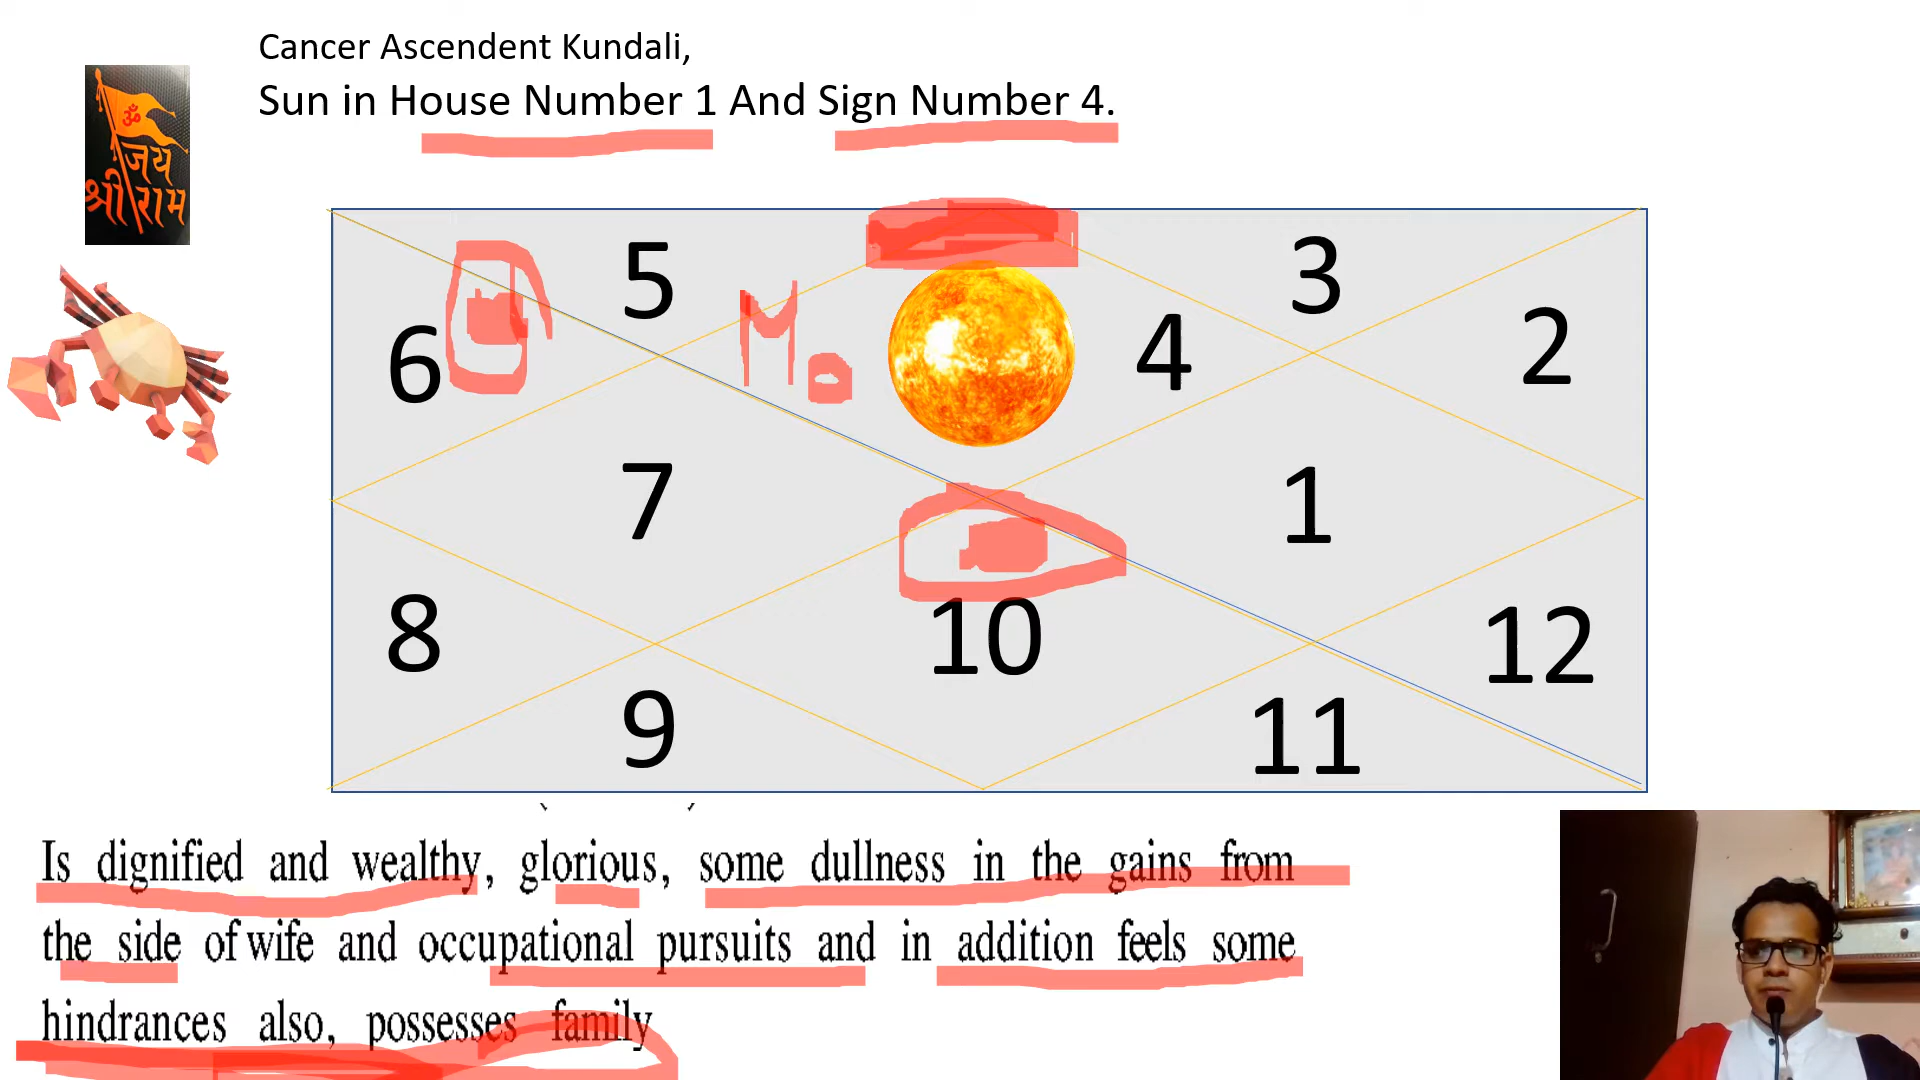 Cancer Ascendent Kundali,
Sun in House Number 1 And Sign Number 4.
ॐ
जय
श्री राम
5
3
6
M.
4
2
7
1
8
10
12
9
11
Is dignified and wealthy, glorious, some dullness in the gains from
the side of wife and occupational pursuits and in addition feels some
hindrances also, possesses family